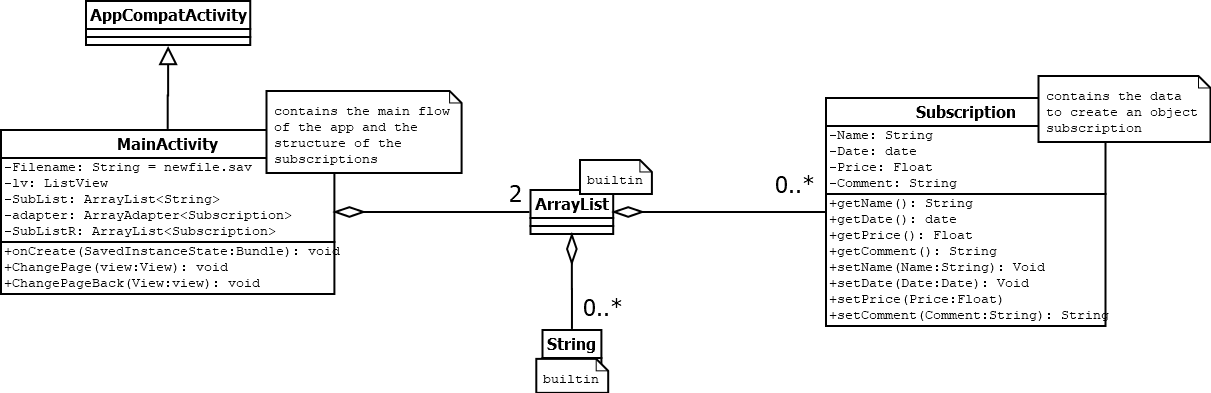 AppCompatActivity
MainActivity
-Filename: String = newfile.sav
-lv: ListView
-SubList: ArrayList<String>
-adapter: ArrayAdapter<Subscription>
-SubListR: ArrayList<Subscription>
+onCreate(SavedInstanceState:Bundle): void
+ChangePage(view:View): void
+ChangePageBack(View:view): void
contains the main flow
of the app and the
structure of the
subscriptions
2
builtin
ArrayList
0..*
String
builtin
0..*
Subscription
-Name: String
-Date: date
-Price: Float
-Comment: String
+getName(): String
+getDate(): date
+getPrice(): Float
+getComment(): String
+setName(Name:String): Void
+setDate(Date:Date): Void
+setPrice(Price:Float)
+setComment(Comment:String): String
contains the data
to create an object
subscription